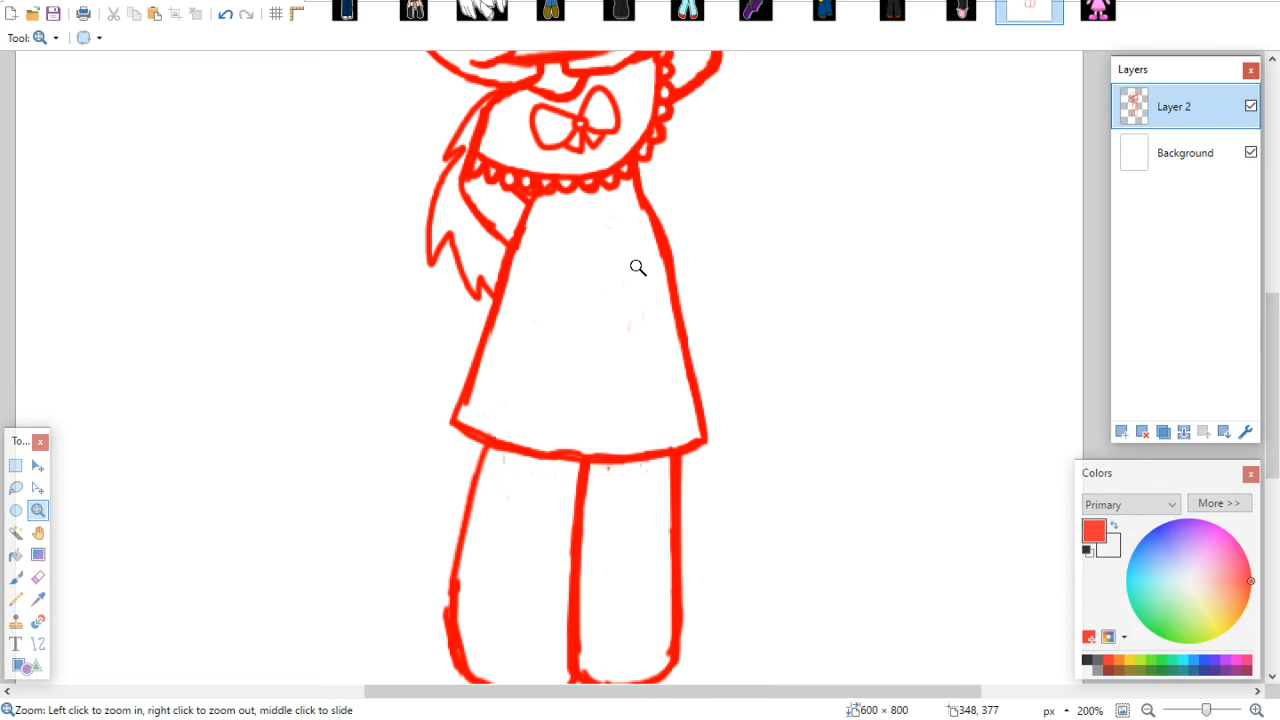 Tool:
Layers
Layer 2
Background
To...
Colors
Primary
More >>
Zoom: Left click to zoom in, right click to zoom out, middle click to slide
600 × 800
348, 377
px
200%